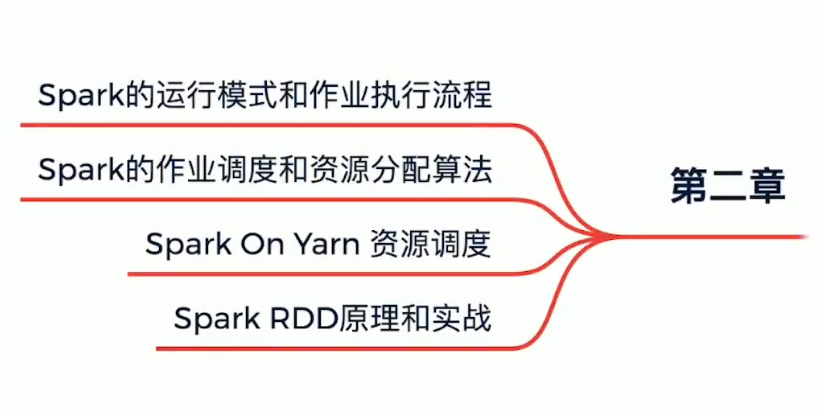 Spark的运行模式和作业执行流程
Spark的作业调度和资源分配算法
第二章
Spark On Yarn 资源调度
Spark RDD原理和实战